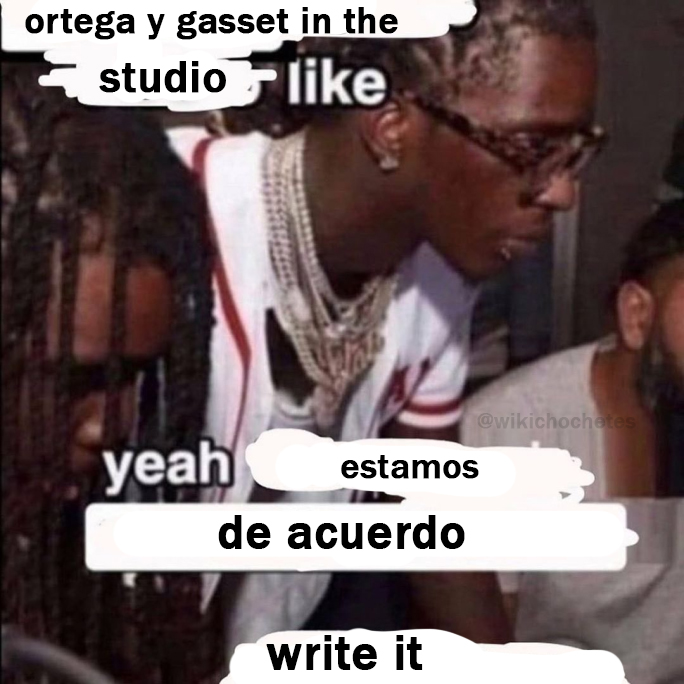 ortega y gasset in the
studio like
@wikichochetes
yeah estamos
de acuerdo
write it